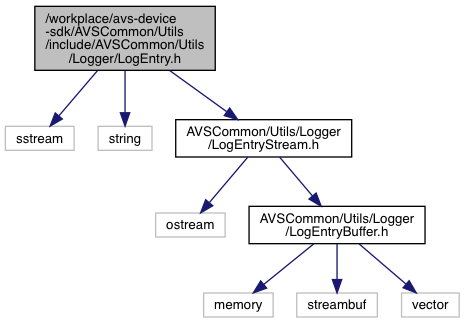 /workplace/avs-device
-sdk/AVSCommon/Utils
/include/AVSCommon/Utils
/Logger/LogEntry.h
sstream
string
AVSCommon/Utils/Logger
/LogEntryStream.h
ostream
AVSCommon/Utils/Logger
/LogEntryBuffer.h
memory
streambuf
vector